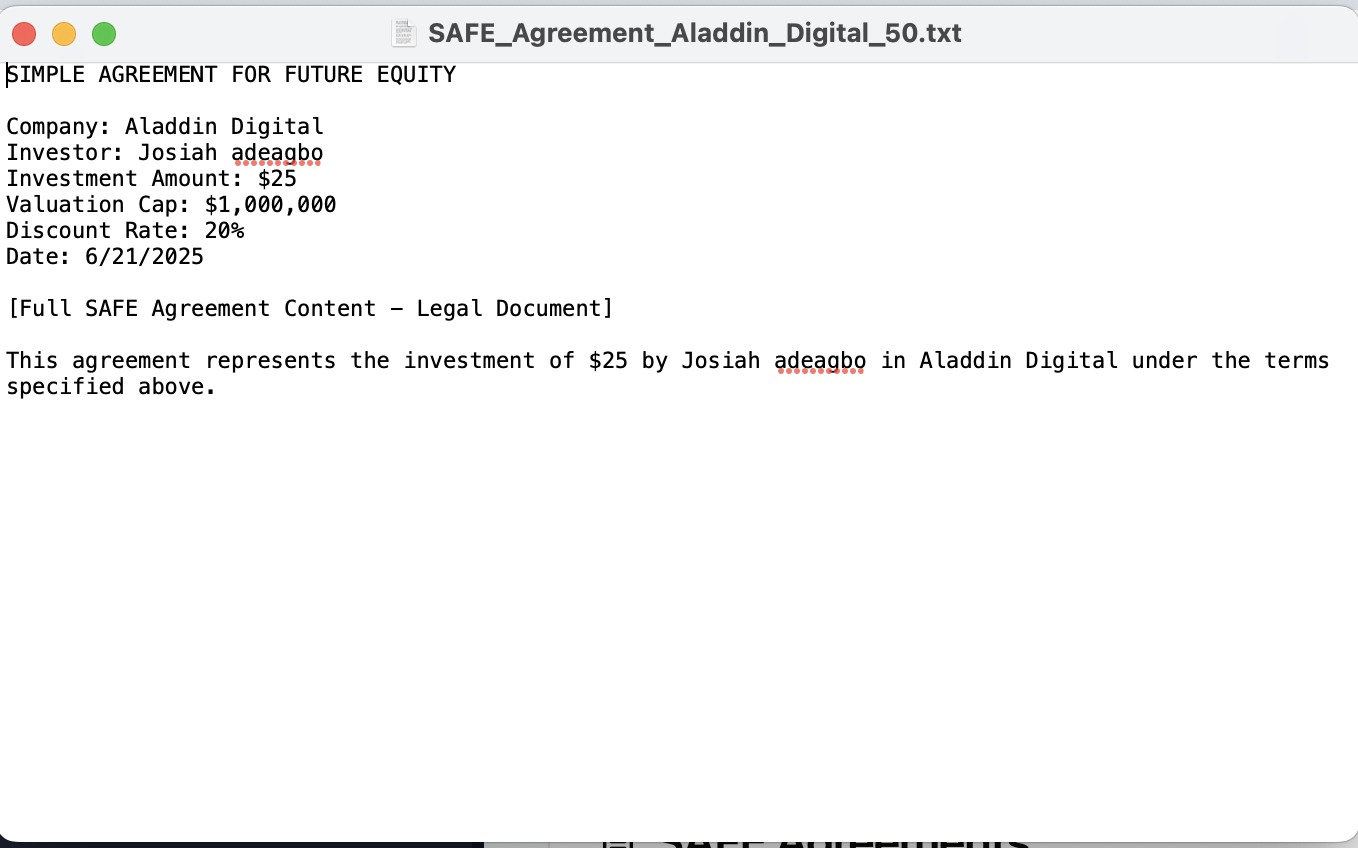 SAFE_Agreement_Aladdin_Digital_50.txt
SIMPLE AGREEMENT FOR FUTURE EQUITY
Company: Aladdin Digital
Investor: Josiah adeagbo
Investment Amount: $25
Valuation Cap: $1,000,000
Discount Rate: 20%
Date: 6/21/2025
[Full SAFE Agreement Content – Legal Document]
This agreement represents the investment of $25 by Josiah adeagbo in Aladdin Digital under the terms
specified above.
SAFE Agreements